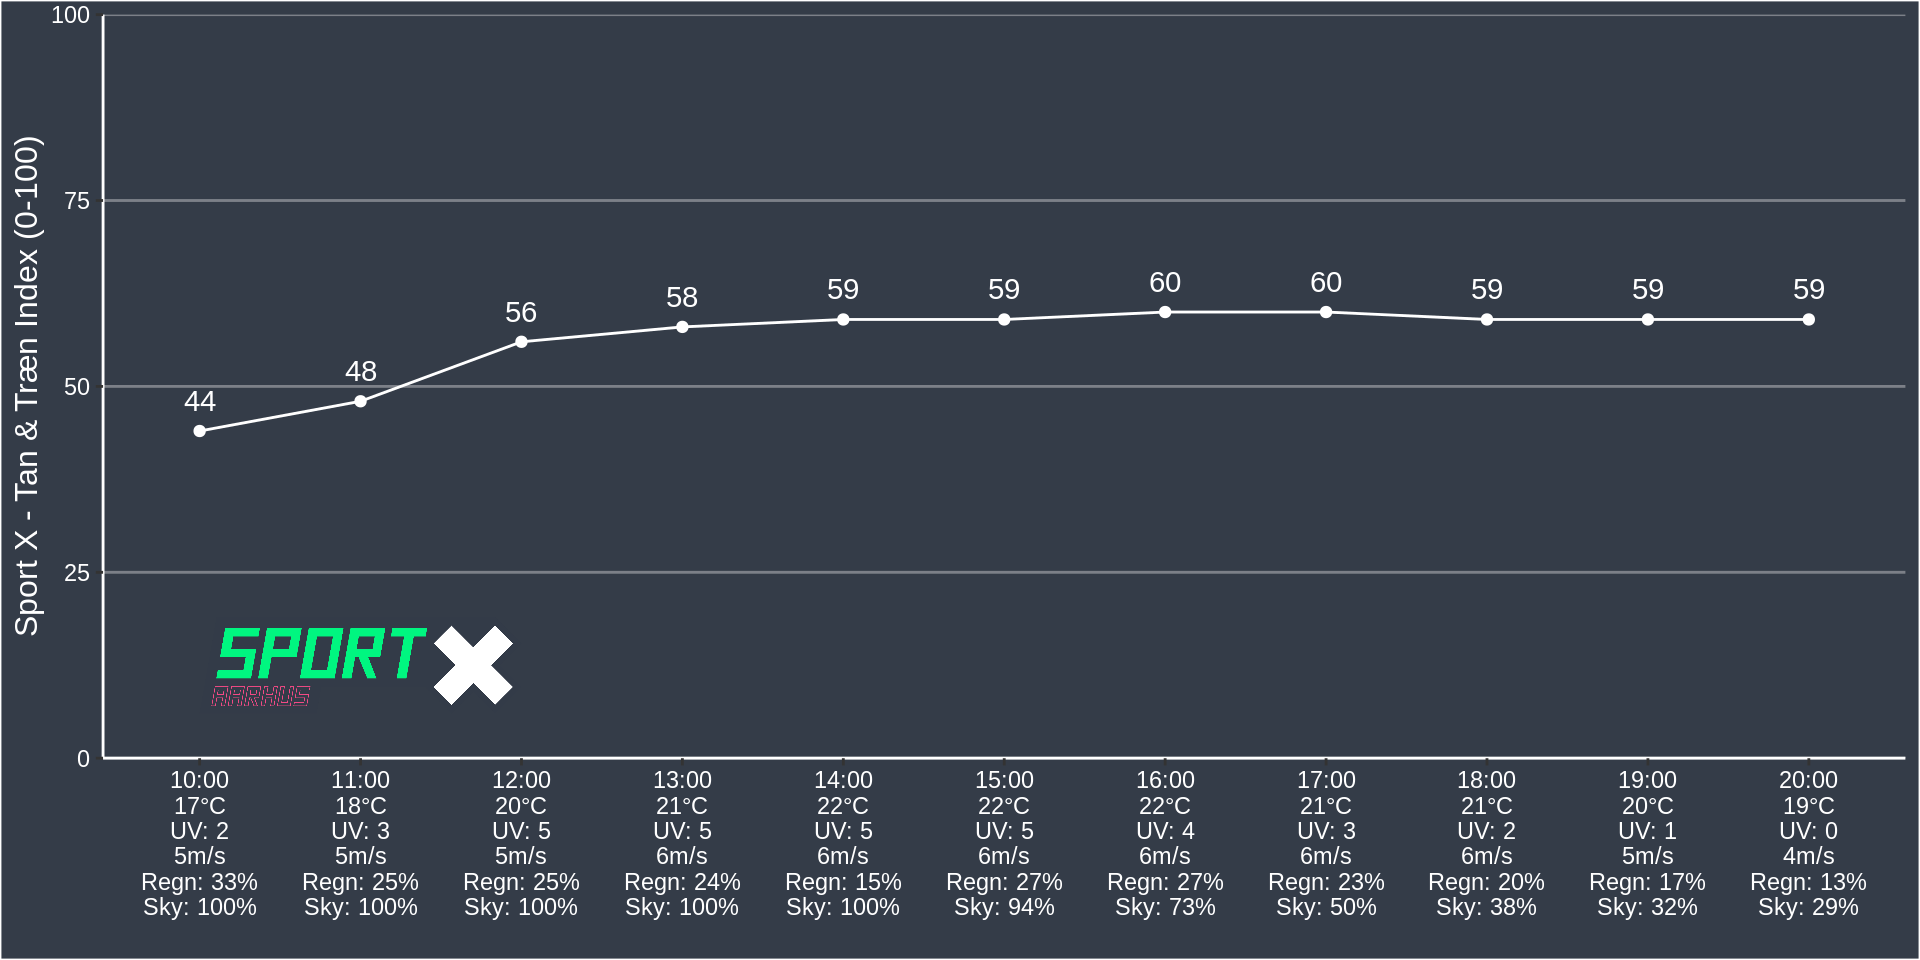 Sport X - Tan & Træn Index (0-100)
100
75
50
25
0
44
48
56
58
59
59
60
60
59
59
59
SPORT X
AARHUS
10:00 11:00 12:00 13:00 14:00 15:00 16:00 17:00 18:00 19:00 20:00
17°C 18°C 20°C 21°C 22°C 22°C 22°C 21°C 21°C 20°C 19°C
UV: 2 UV: 3 UV: 5 UV: 5 UV: 5 UV: 5 UV: 4 UV: 3 UV: 2 UV: 1 UV: 0
5m/s 5m/s 5m/s 6m/s 6m/s 6m/s 6m/s 6m/s 6m/s 5m/s 4m/s
Regn: 33% Regn: 25% Regn: 25% Regn: 24% Regn: 15% Regn: 27% Regn: 27% Regn: 23% Regn: 20% Regn: 17% Regn: 13%
Sky: 100% Sky: 100% Sky: 100% Sky: 100% Sky: 100% Sky: 94% Sky: 73% Sky: 50% Sky: 38% Sky: 32% Sky: 29%